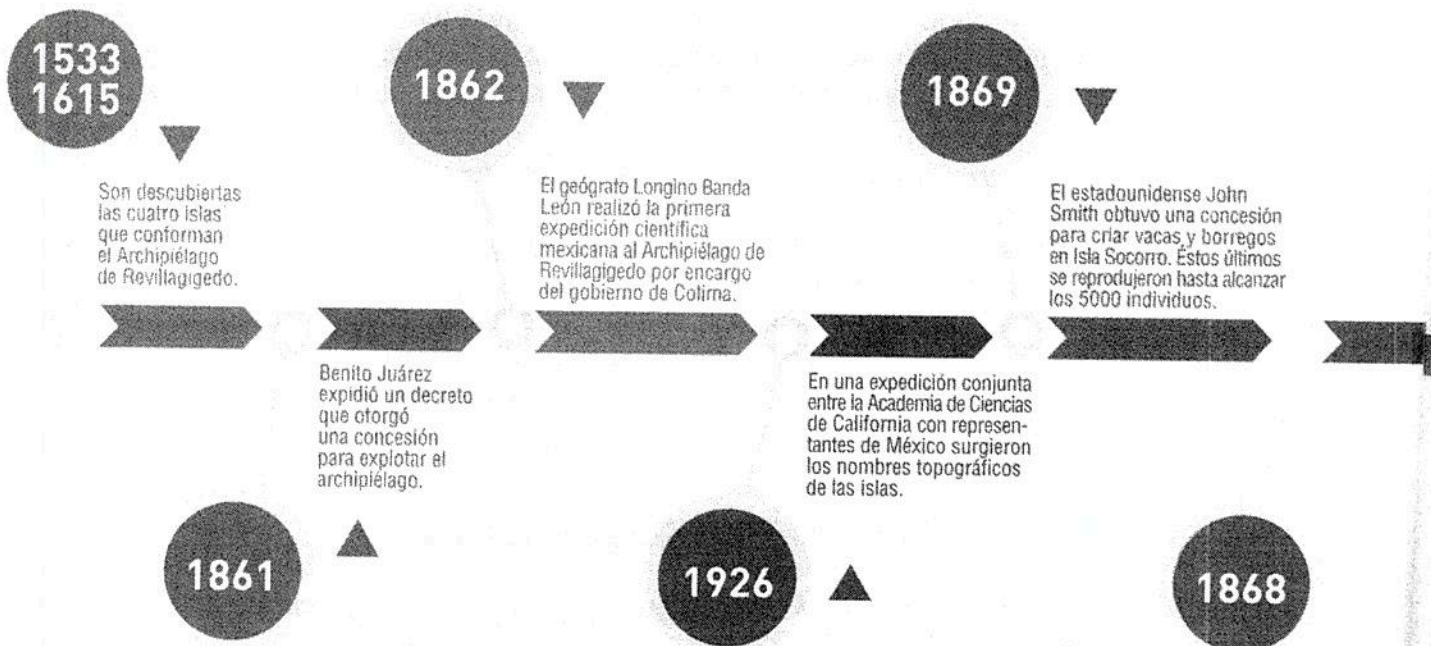 1533
1615
Son descubiertas
las cuatro islas
que conforman
el Archipiélago
de Revillagigedo.
1861
Benito Juárez
expidió un decreto
que otorgó
una concesión
para explotar el
archipiélago.
1862
El geógrafo Longino Banda
León realizó la primera
expedición científica
mexicana al Archipiélago de
Revillagigedo por encargo
del gobierno de Colima.
1926
En una expedición conjunta
entre la Academia de Ciencias
de California con represen-
tantes de México surgieron
los nombres topográficos
de las islas.
1869
El estadounidense John
Smith obtuvo una concesión
para criar vacas y borregos
en Isla Socorro. Éstos últimos
se reprodujeron hasta alcanzar
los 5000 individuos.
1868